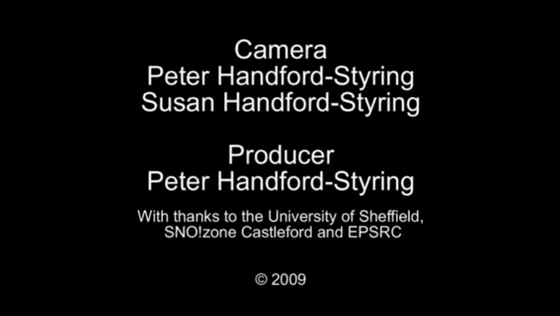 Camera
Peter Handford-Styring
Susan Handford-Styring
Producer
Peter Handford-Styring
With thanks to the University of Sheffield,
SNO!zone Castleford and EPSRC
© 2009